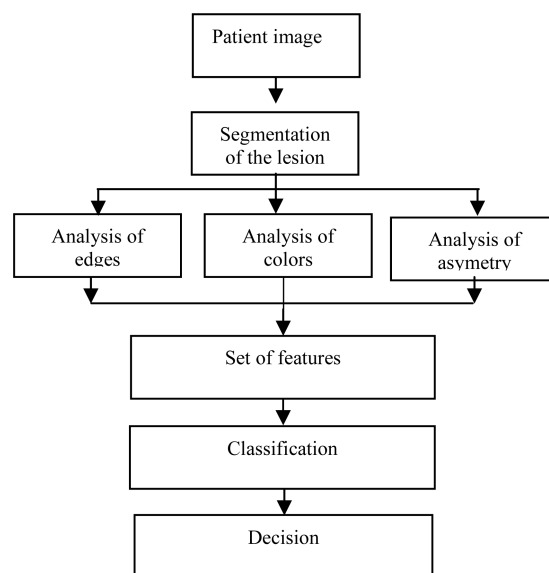 Patient image
Segmentation
of the lesion
Analysis of
edges
Analysis of
colors
Analysis of
asymetry
Set of features
Classification
Decision